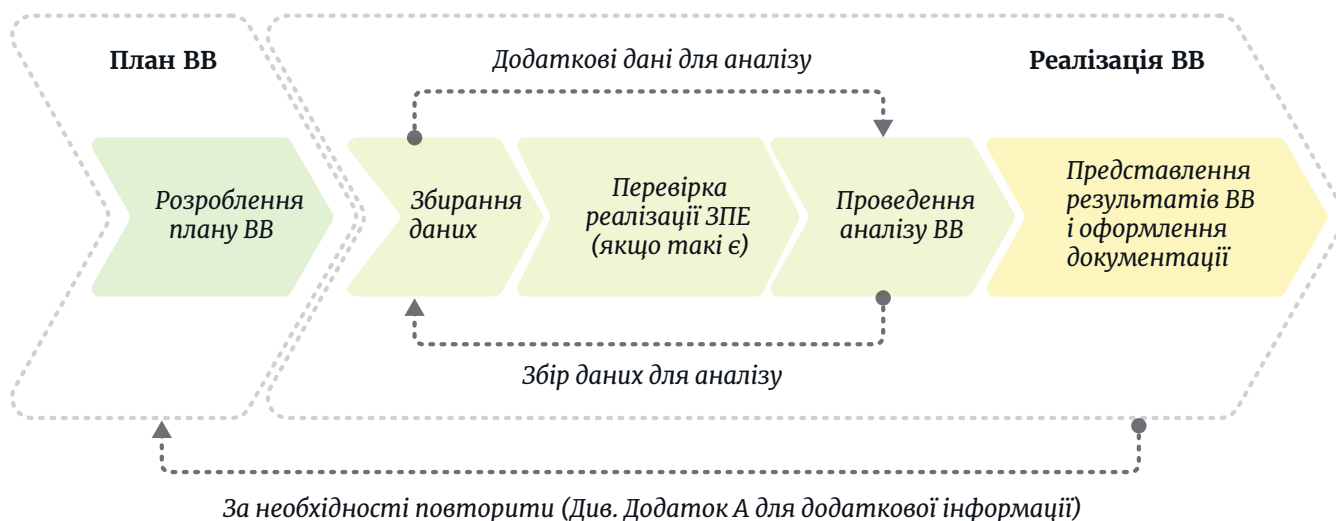 План ВВ
Додаткові дані для аналізу
Реалізація ВВ
Розроблення
плану ВВ
Збирання
даних
Перевірка
реалізації ЗПЕ
(якщо такі є)
Проведення
аналізу ВВ
Представлення
результатів ВВ
і оформлення
документації
Збір даних для аналізу
За необхідності повторити (Див. Додаток А для додаткової інформації)